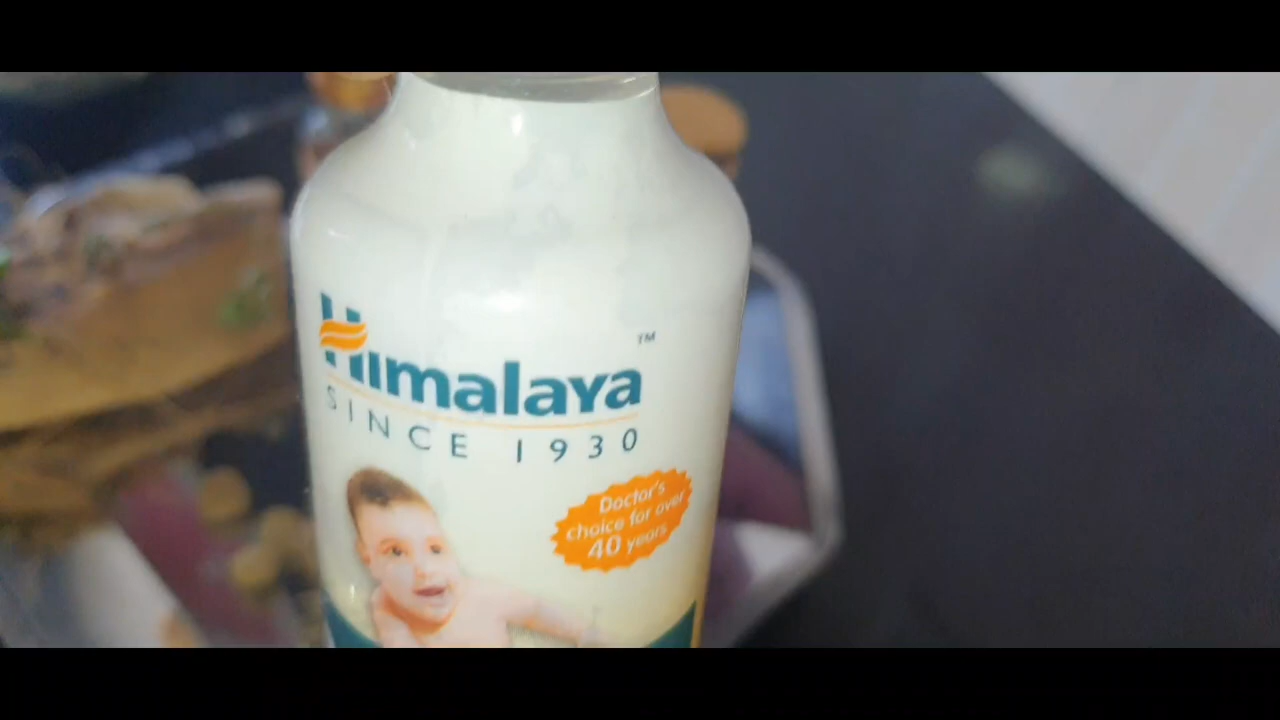 Himalaya™
SINCE 1930
Doctor's
choice for over
40 years